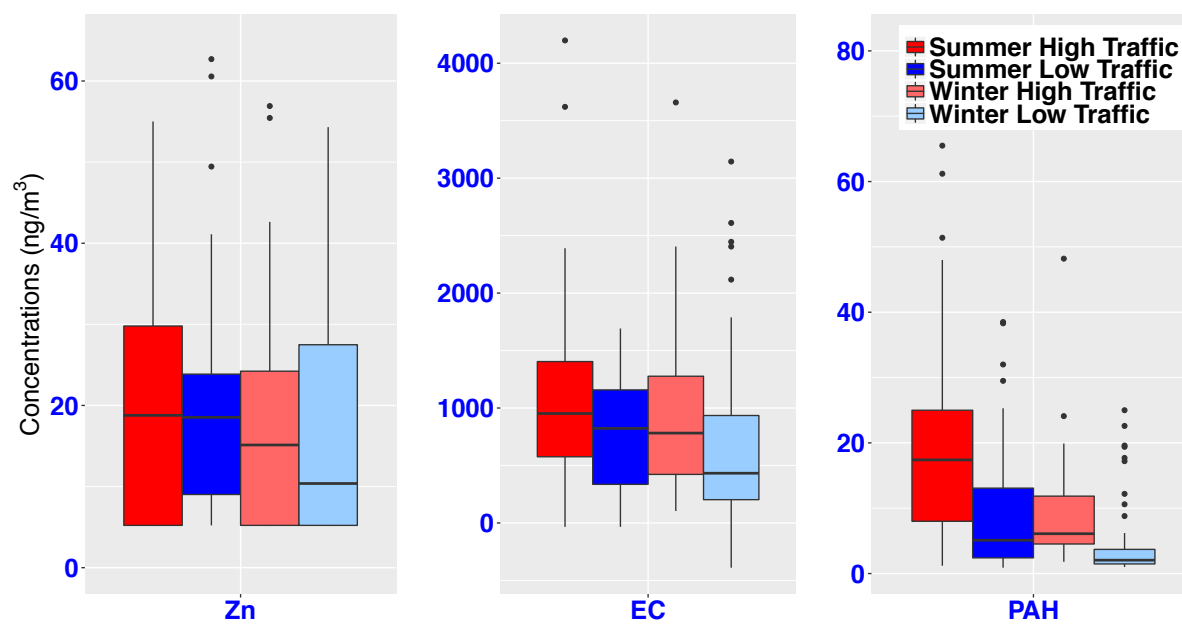 Concentrations (ng/m³)
60
40
20
0
Zn
4000
3000
2000
1000
0
EC
80
60
40
20
0
PAH
Summer High Traffic
Summer Low Traffic
Winter High Traffic
Winter Low Traffic